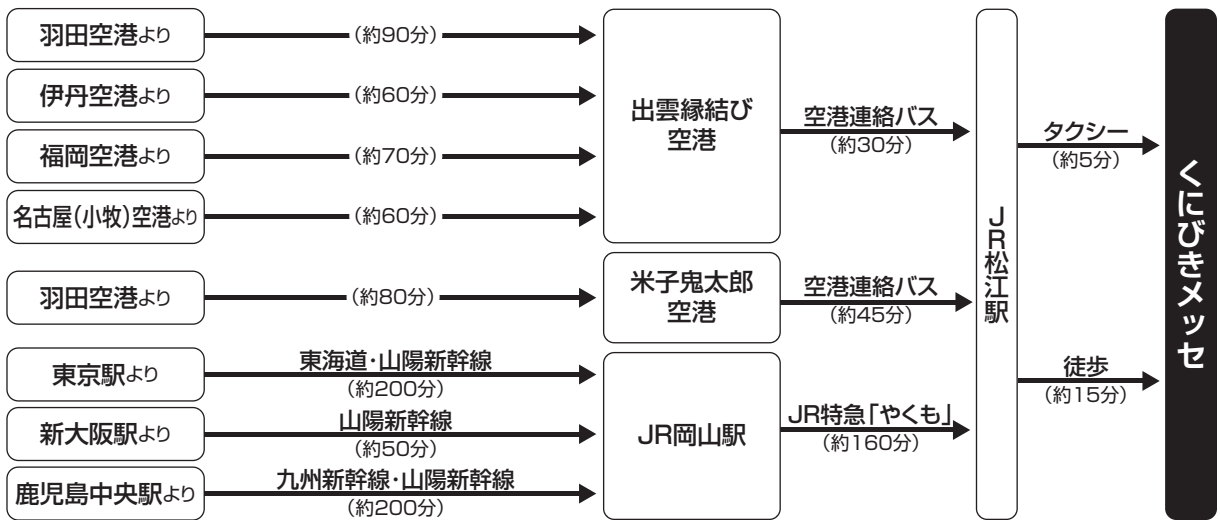 羽田空港より
(約90分)
伊丹空港より
(約60分)
福岡空港より
(約70分)
名古屋(小牧)空港より
(約60分)
出雲縁結び
空港
空港連絡バス
(約30分)
羽田空港より
(約80分)
米子鬼太郎
空港
空港連絡バス
(約45分)
東京駅より
東海道・山陽新幹線
(約200分)
新大阪駅より
山陽新幹線
(約50分)
鹿児島中央駅より
九州新幹線・山陽新幹線
(約200分)
JR岡山駅
JR特急「やくも」
(約160分)
JR松江駅
タクシー
(約5分)
徒歩
(約15分)
くにびきメッセ